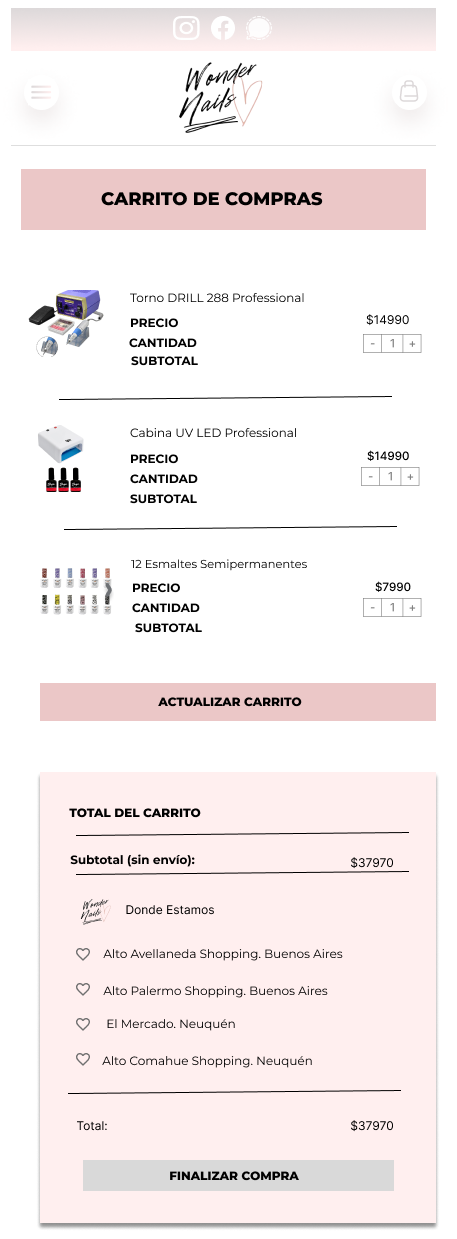 Wonder
Nails
CARRITO DE COMPRAS
Torno DRILL 288 Professional
PRECIO $14990
CANTIDAD - 1 +
SUBTOTAL
Cabina UV LED Professional
PRECIO $14990
CANTIDAD - 1 +
SUBTOTAL
12 Esmaltes Semipermanentes
PRECIO $7990
CANTIDAD - 1 +
SUBTOTAL
ACTUALIZAR CARRITO
TOTAL DEL CARRITO
Subtotal (sin envío): $37970
Wonder
Nails
Donde Estamos
Alto Avellaneda Shopping. Buenos Aires
Alto Palermo Shopping. Buenos Aires
El Mercado. Neuquén
Alto Comahue Shopping. Neuquén
Total: $37970
FINALIZAR COMPRA